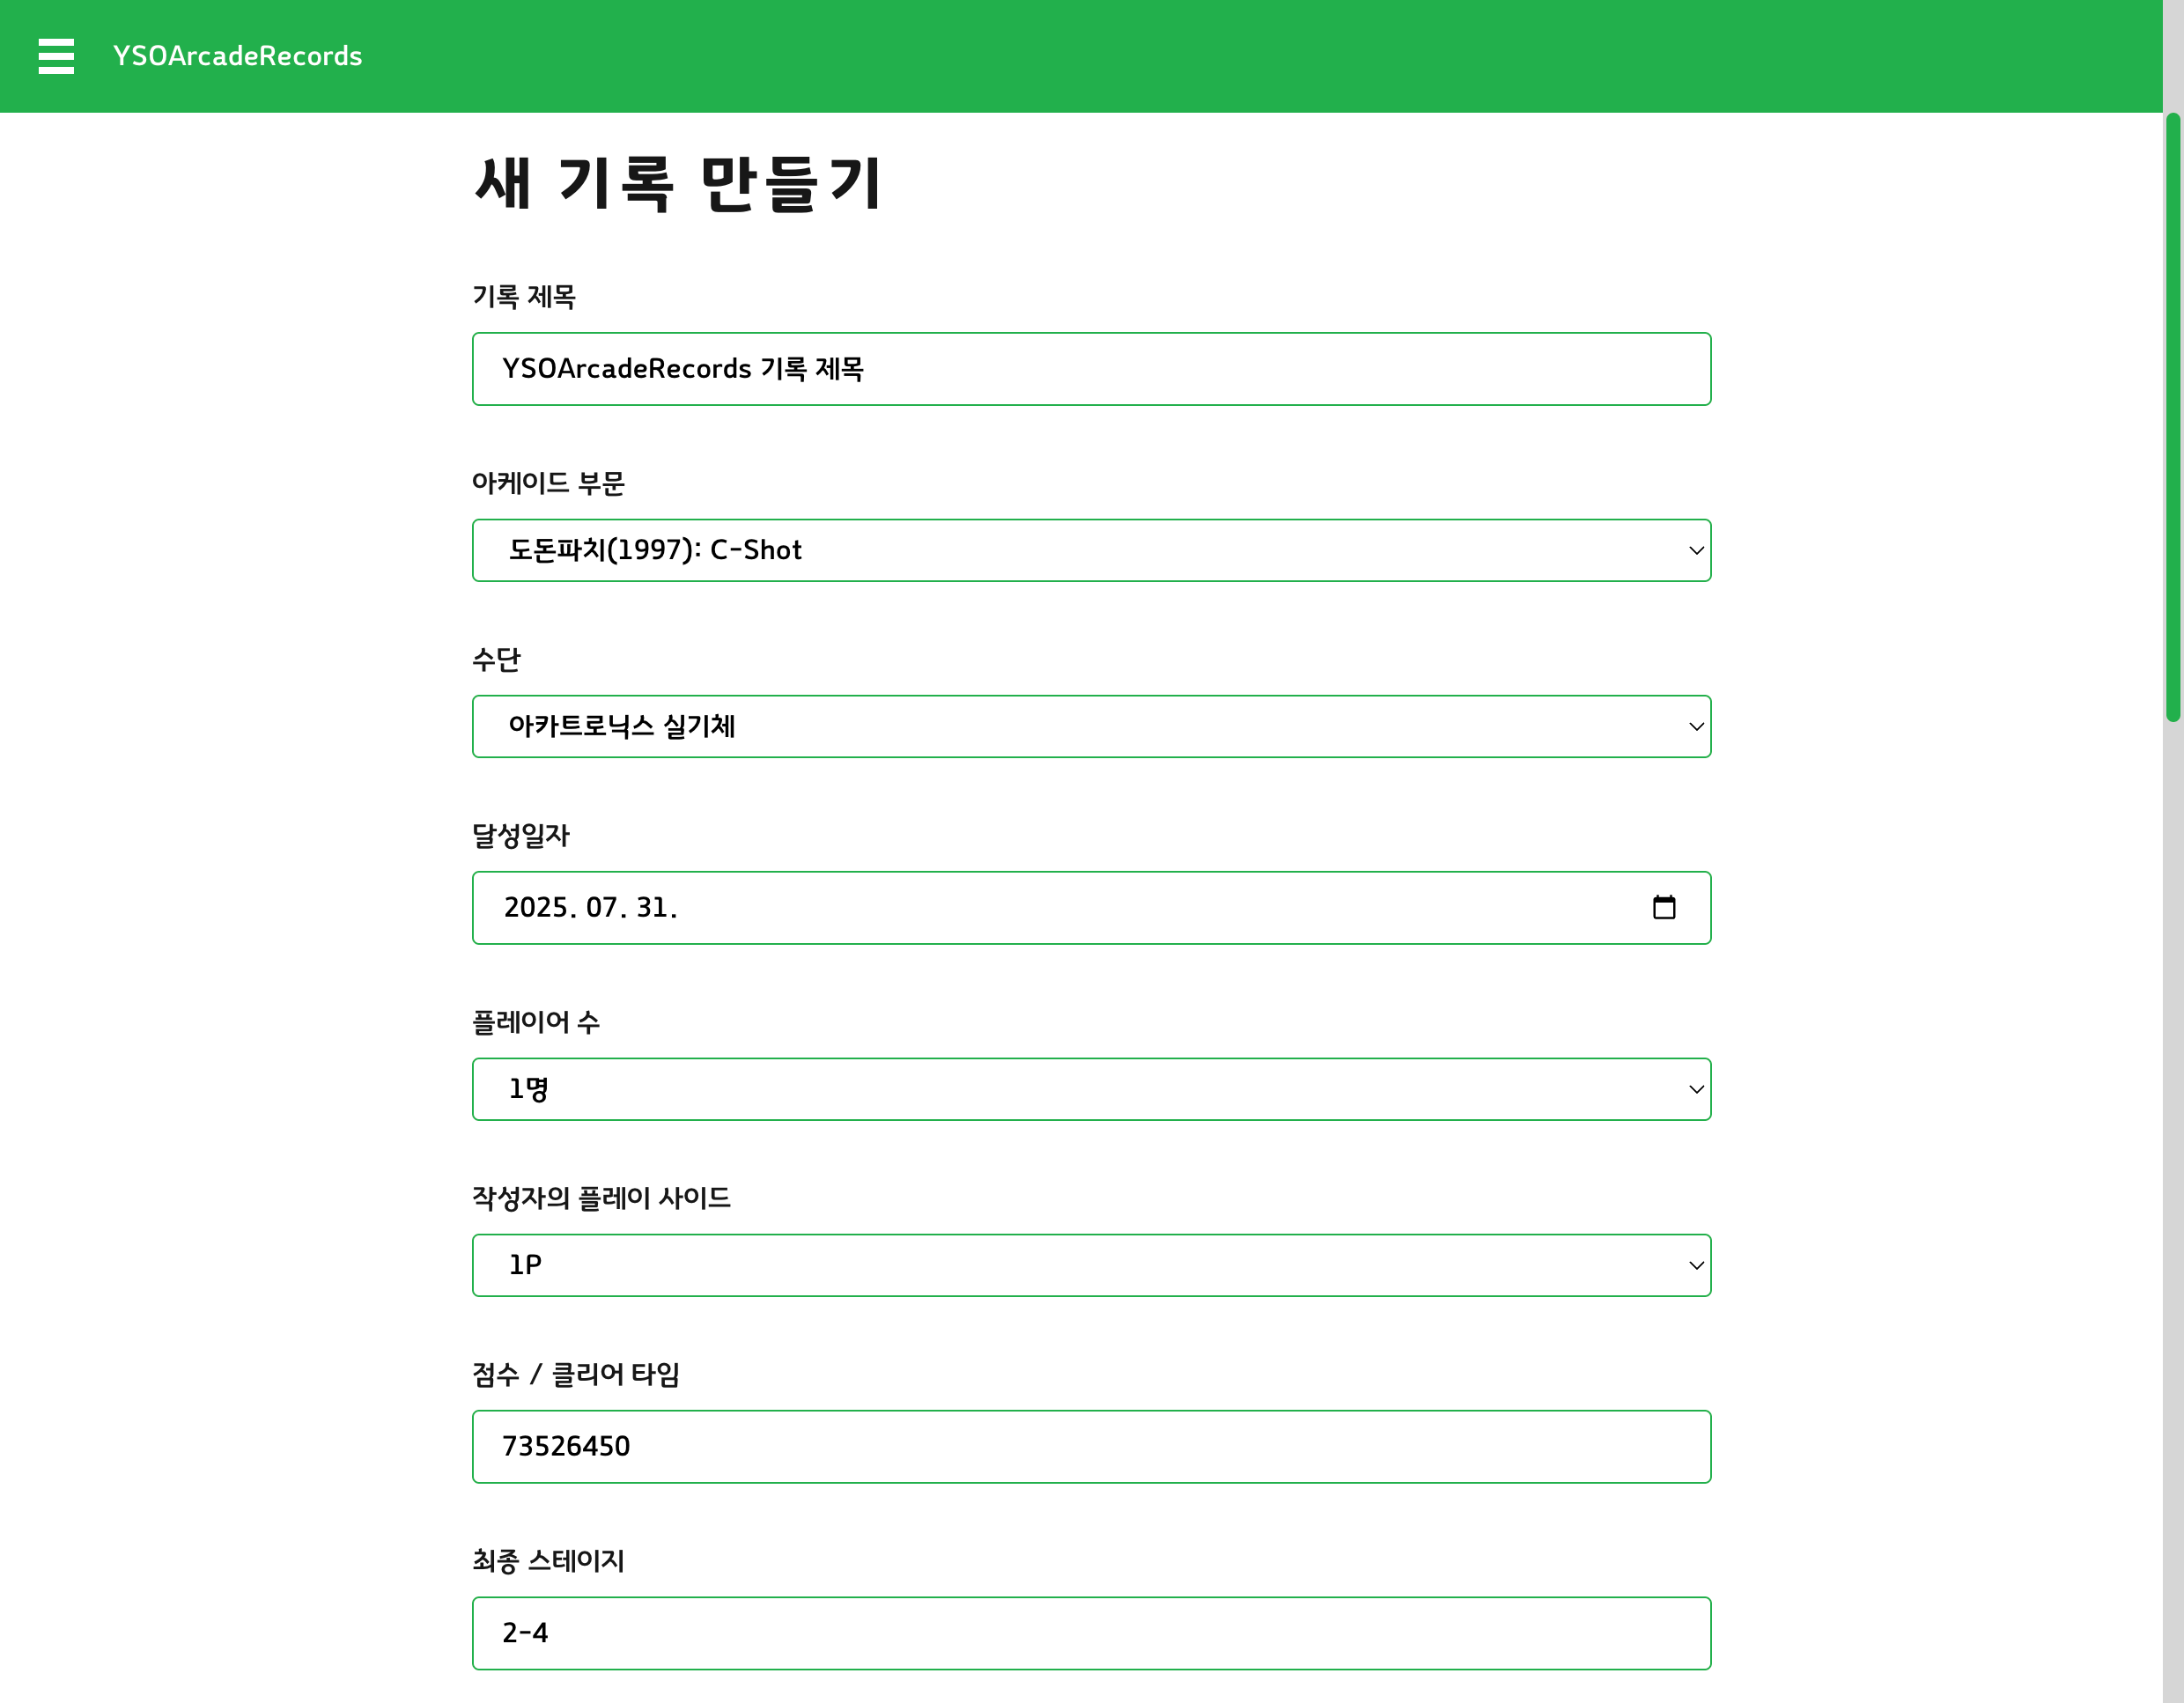 YSOArcadeRecords
새 기록 만들기
기록 제목
YSOArcadeRecords 기록 제목
아케이드 부문
도돈파치(1997): C-Shot
수단
아카트로닉스 실기체
달성일자
2025. 07. 31.
플레이어 수
1명
작성자의 플레이 사이드
1P
점수 / 클리어 타임
73526450
최종 스테이지
2-4